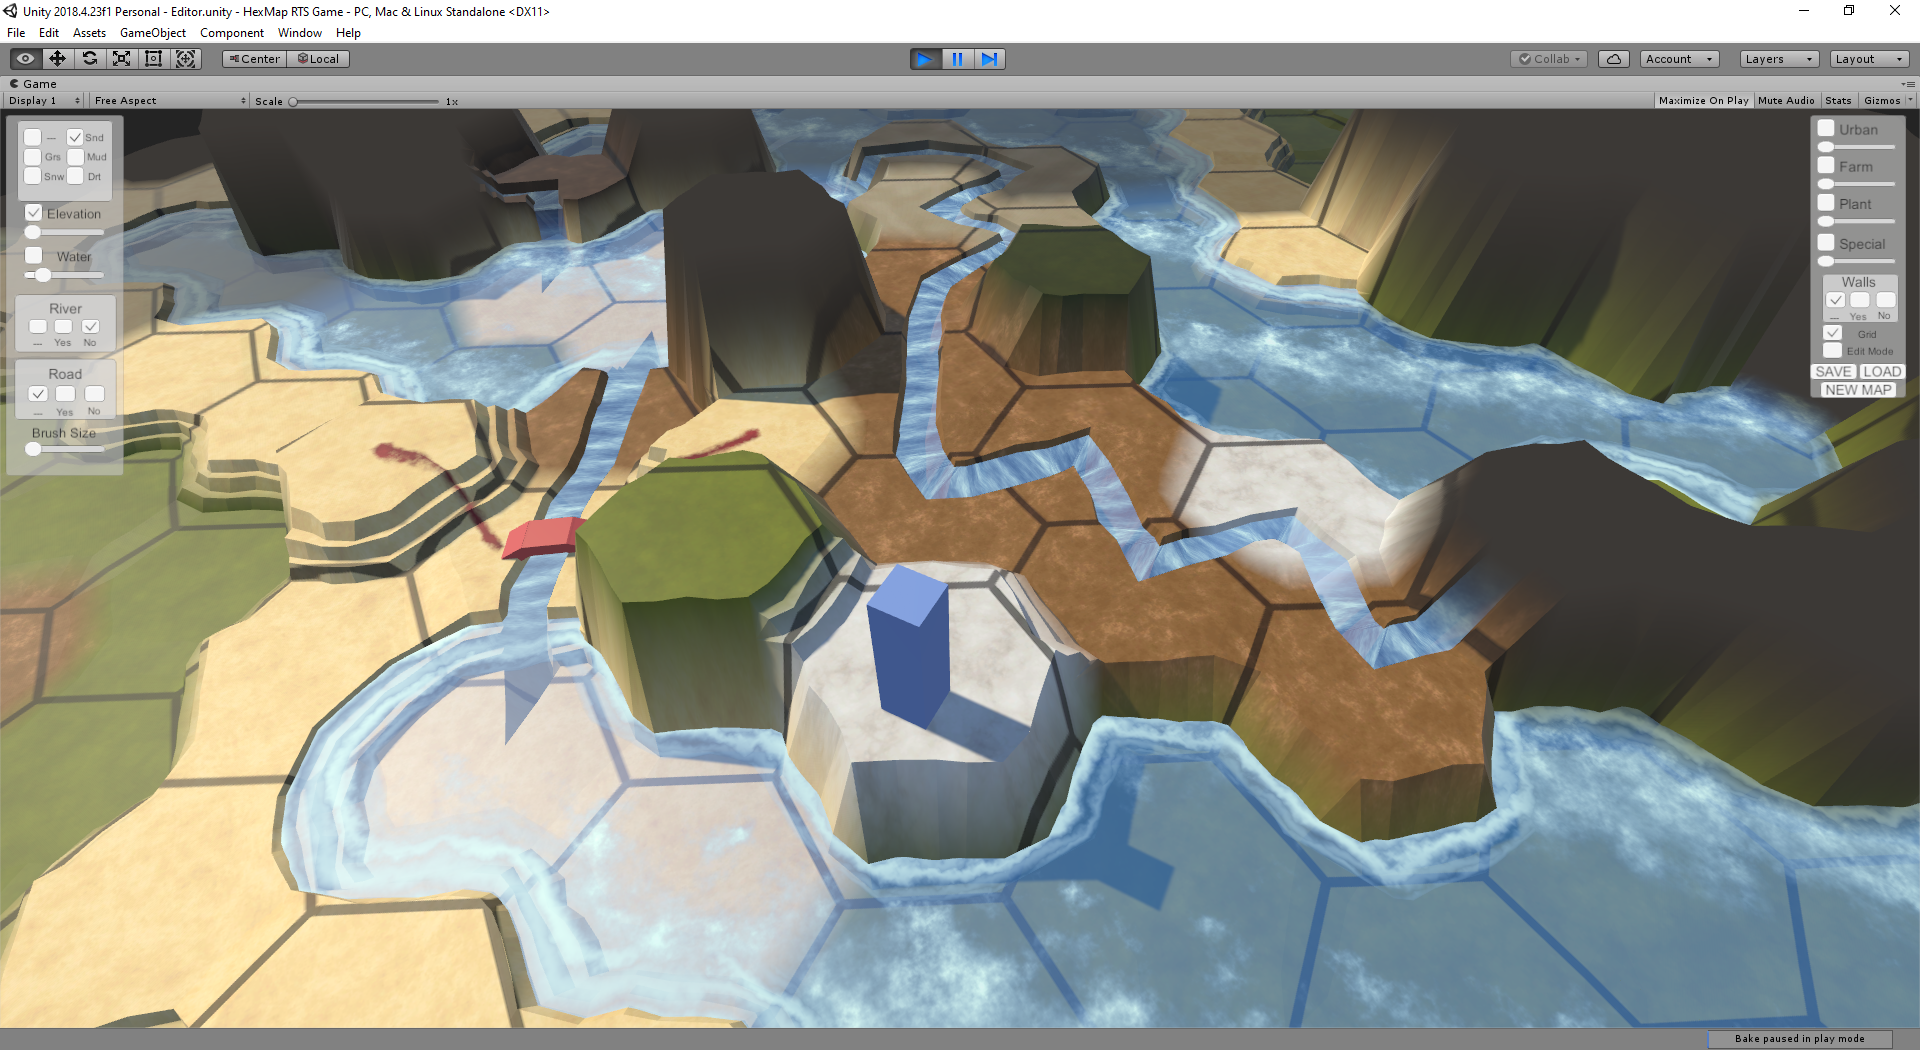 Unity 2018.4.23f1 Personal - Editor.unity - HexMap RTS Game - PC, Mac & Linux Standalone <DX11>
File Edit Assets GameObject Component Window Help
Center Local Collab Account Layers Layout
Game
Display 1 Free Aspect Scale 1x Maximize On Play Mute Audio Stats Gizmos
— Snd
Grs Mud
Snw Drt
Elevation
Water
River
— Yes No
Road
— Yes No
Brush Size
Urban
Farm
Plant
Special
Walls
— Yes No
Grid
Edit Mode
SAVE LOAD
NEW MAP
Bake paused in play mode